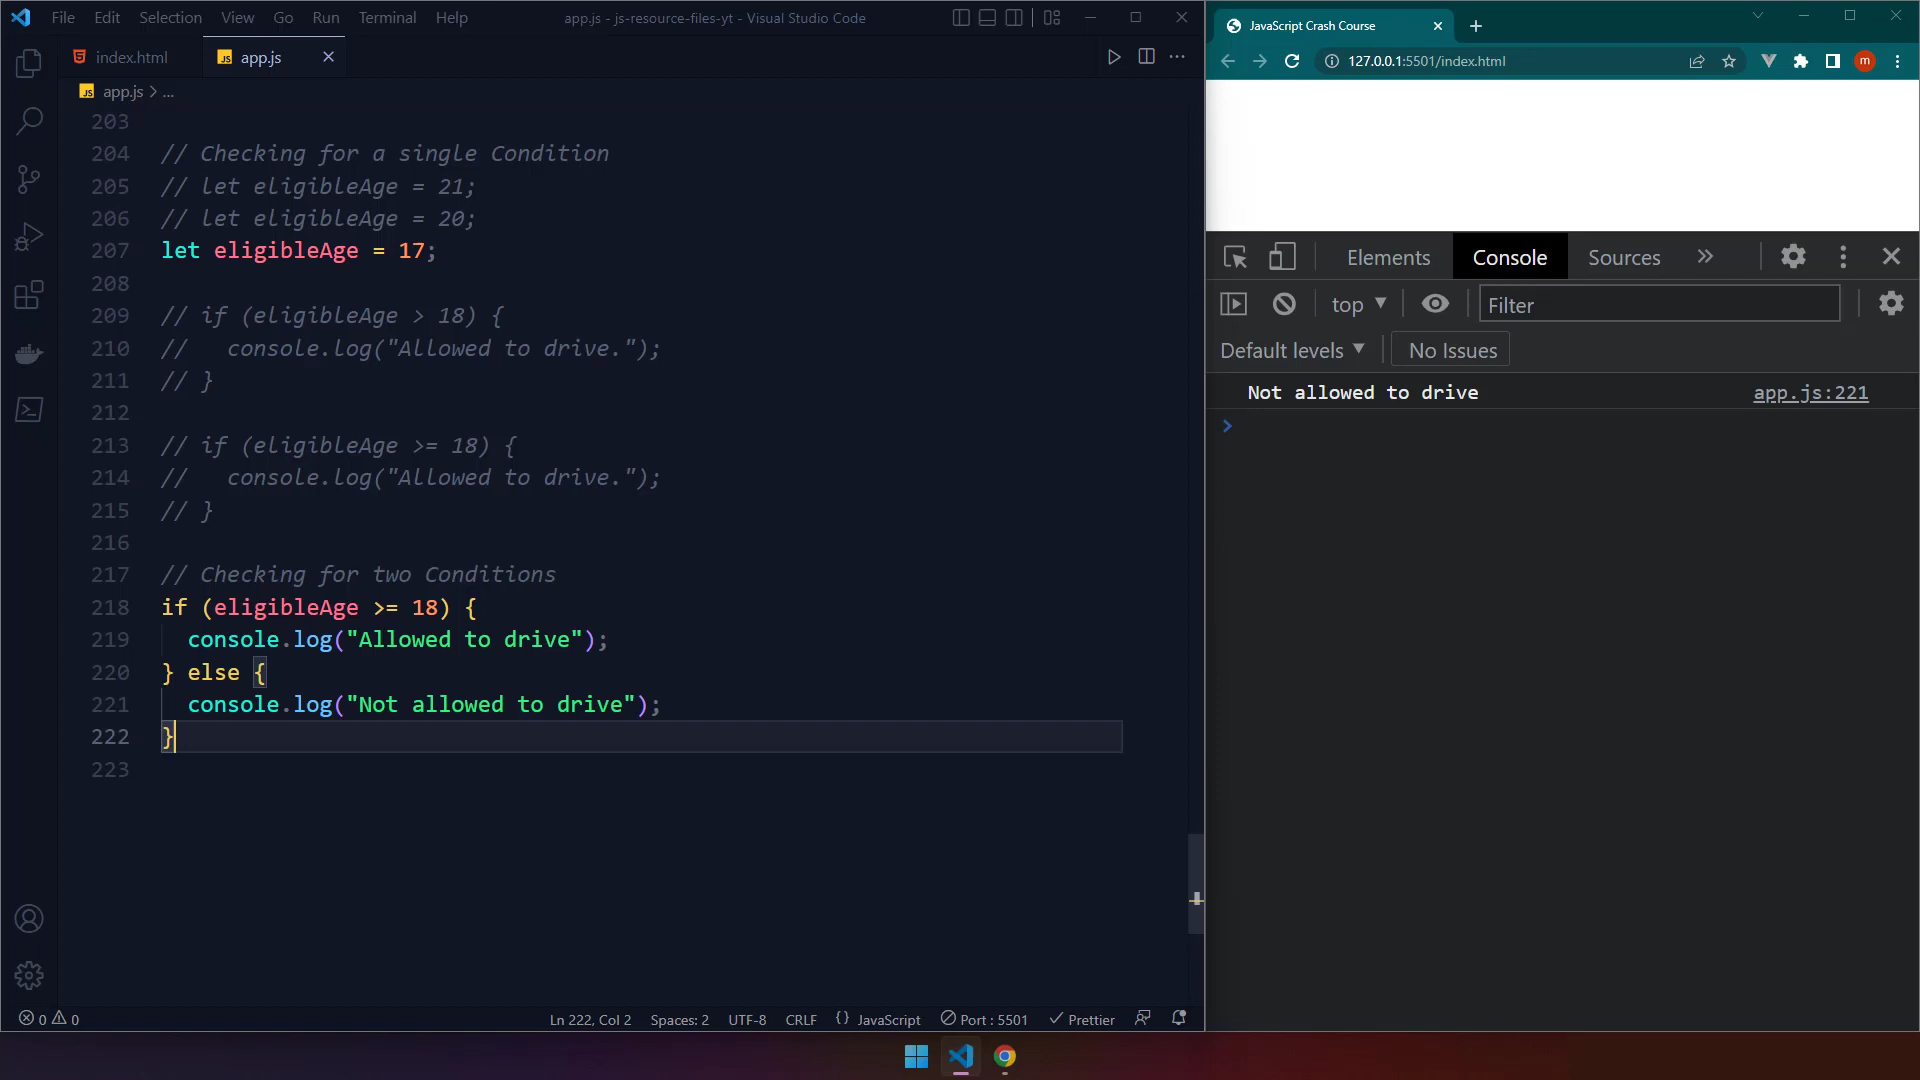 File Edit Selection View Go Run Terminal Help
app.js - js-resource-files-yt - Visual Studio Code
index.html
JS app.js
JS app.js > ...
203
204 // Checking for a single Condition
205 // let eligibleAge = 21;
206 // let eligibleAge = 20;
207 let eligibleAge = 17;
208
209 // if (eligibleAge > 18) {
210 //   console.log("Allowed to drive.");
211 // }
212
213 // if (eligibleAge >= 18) {
214 //   console.log("Allowed to drive.");
215 // }
216
217 // Checking for two Conditions
218 if (eligibleAge >= 18) {
219   console.log("Allowed to drive");
220 } else {
221   console.log("Not allowed to drive");
222 }
223
0 0
Ln 222, Col 2 Spaces: 2 UTF-8 CRLF {} JavaScript Port : 5501 Prettier
JavaScript Crash Course
127.0.0.1:5501/index.html
m
Elements Console Sources »
top Filter
Default levels No Issues
Not allowed to drive app.js:221
>